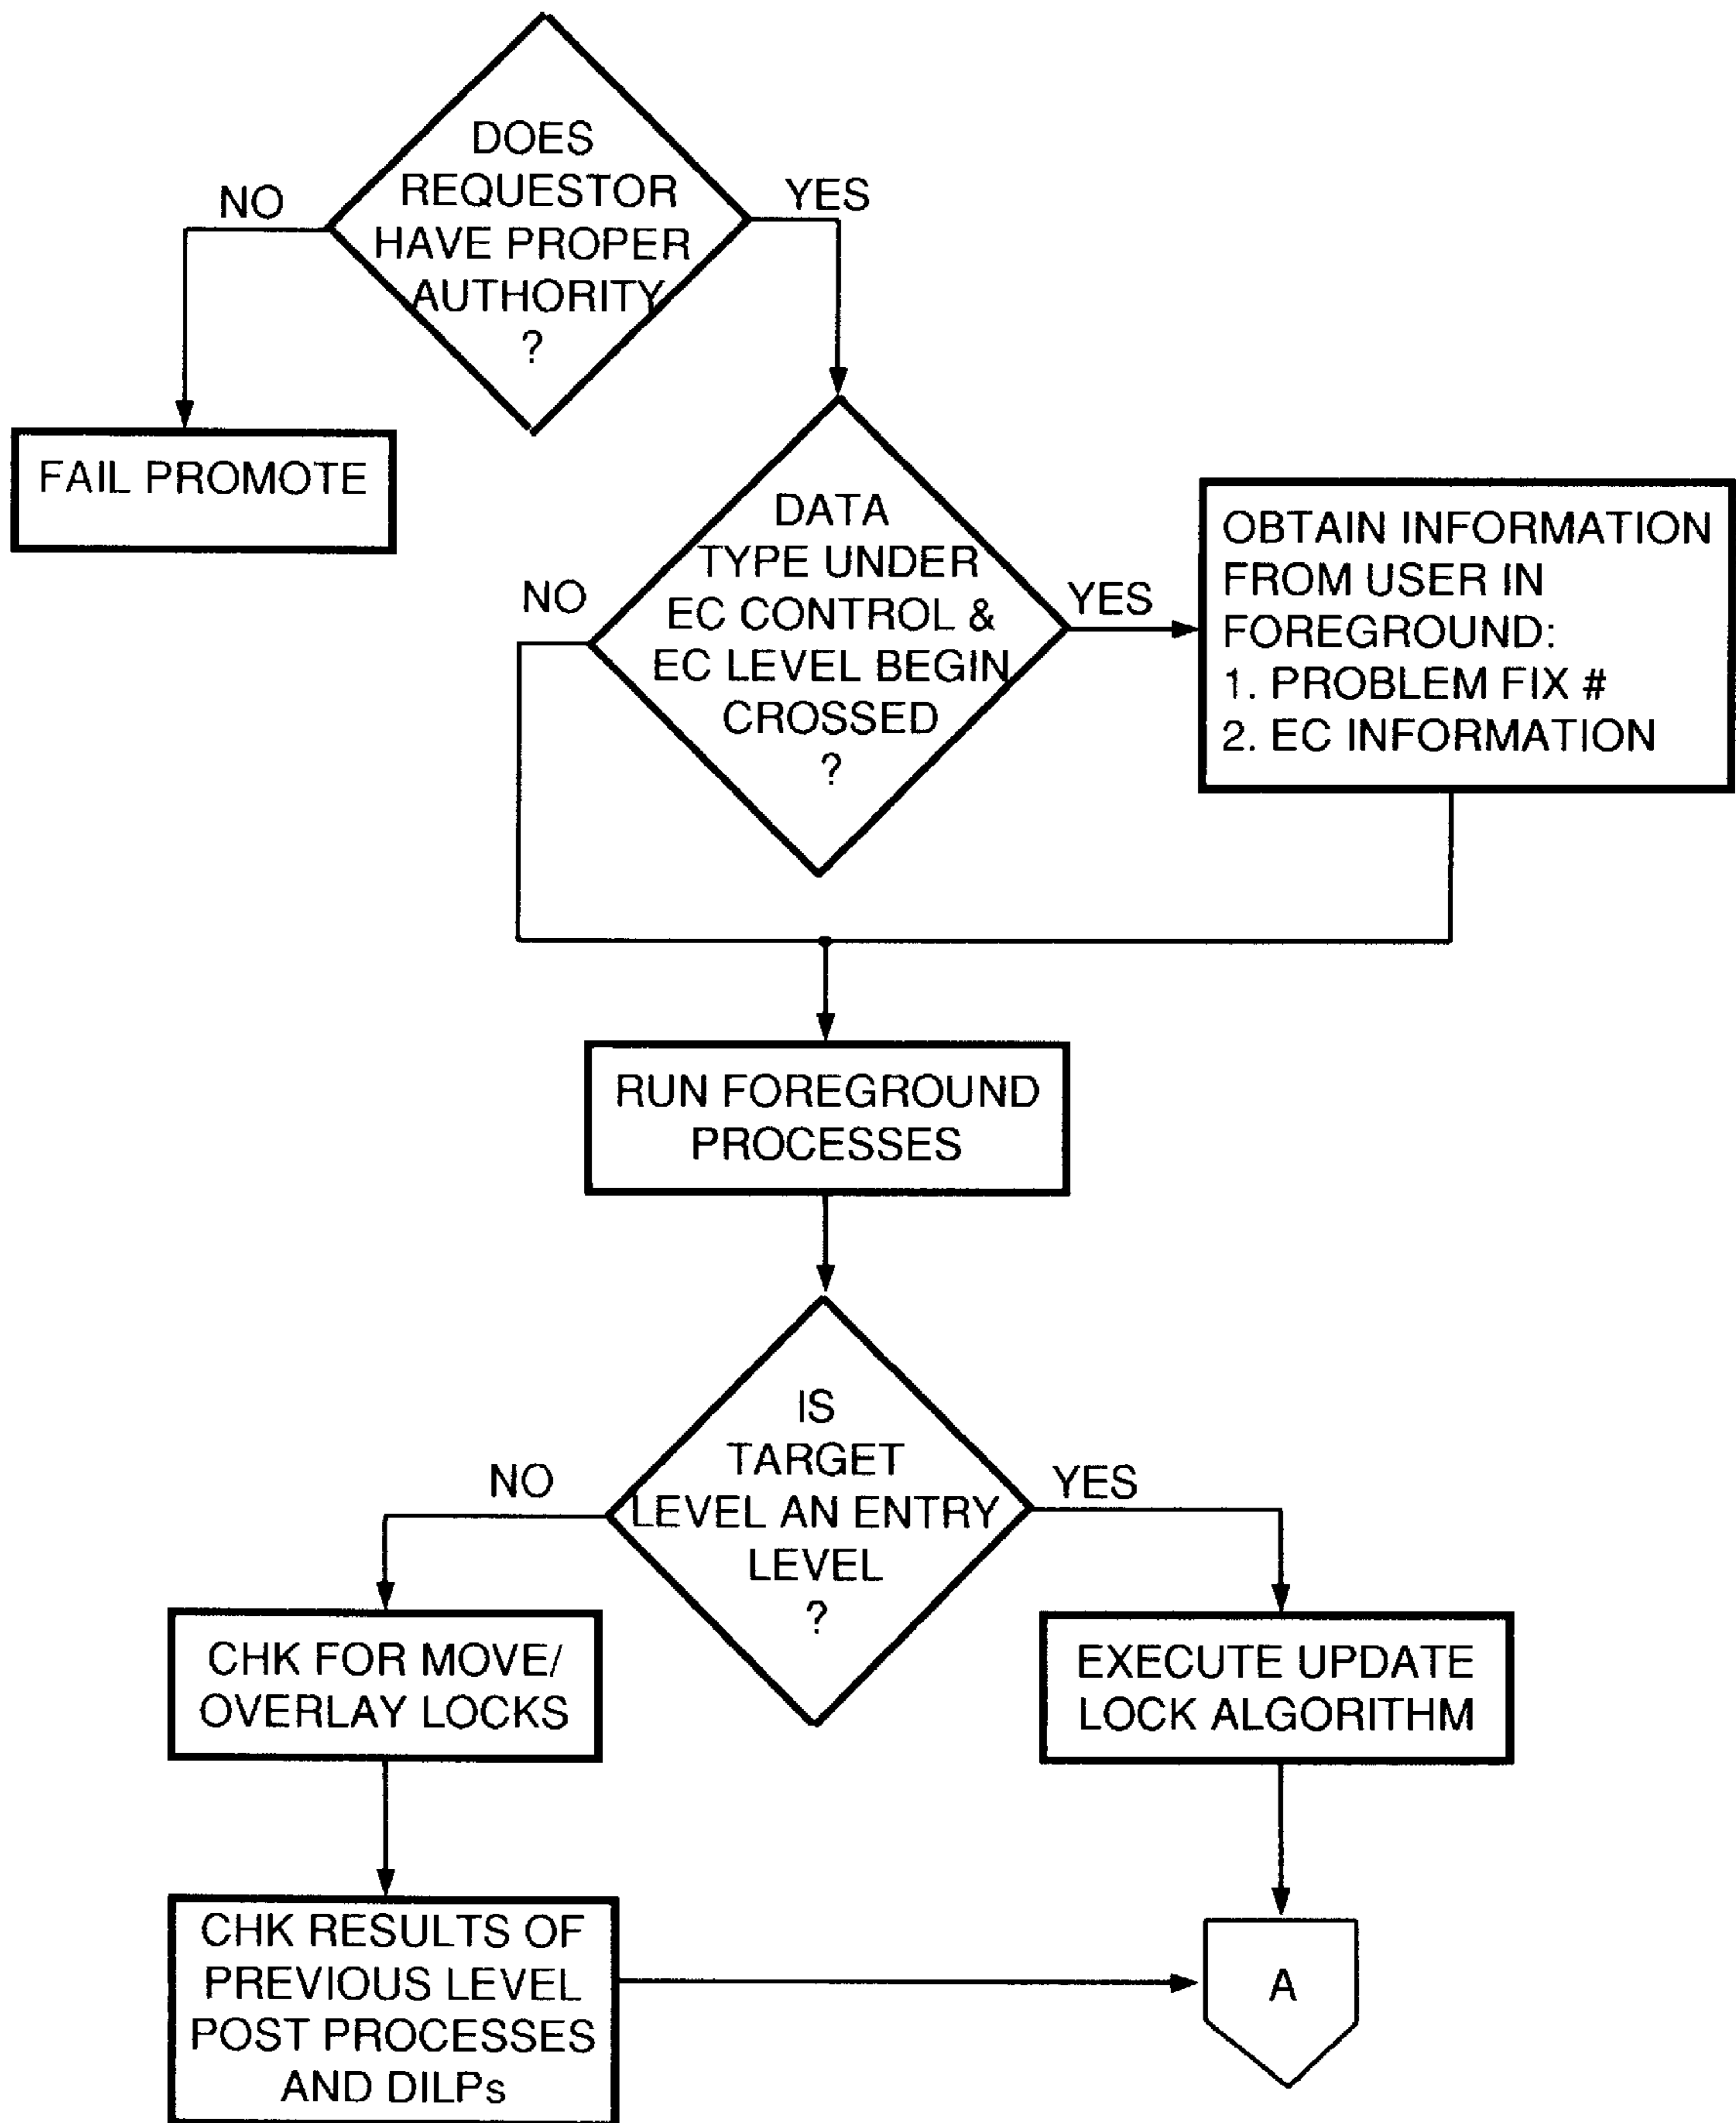 DOES
REQUESTOR
HAVE PROPER
AUTHORITY
?
NO
YES
FAIL PROMOTE
DATA
TYPE UNDER
EC CONTROL &
EC LEVEL BEGIN
CROSSED
?
NO
YES
OBTAIN INFORMATION
FROM USER IN
FOREGROUND:
1. PROBLEM FIX #
2. EC INFORMATION
RUN FOREGROUND
PROCESSES
IS
TARGET
LEVEL AN ENTRY
LEVEL
?
NO
YES
CHK FOR MOVE/
OVERLAY LOCKS
EXECUTE UPDATE
LOCK ALGORITHM
CHK RESULTS OF
PREVIOUS LEVEL
POST PROCESSES
AND DILPs
A